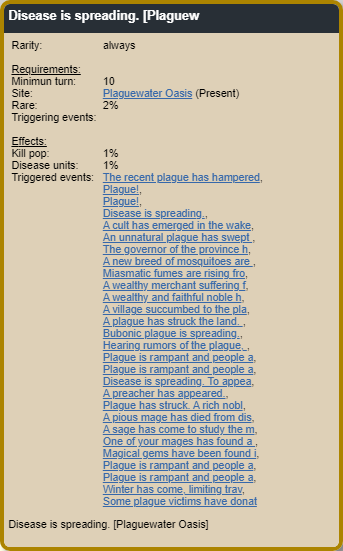 Disease is spreading. [Plaguew
Rarity: always
Requirements:
Minimun turn: 10
Site: Plaguewater Oasis (Present)
Rare: 2%
Triggering events:
Effects:
Kill pop: 1%
Disease units: 1%
Triggered events: The recent plague has hampered,
Plague!,
Plague!,
Disease is spreading.,
A cult has emerged in the wake,
An unnatural plague has swept ,
The governor of the province h,
A new breed of mosquitoes are ,
Miasmatic fumes are rising fro,
A wealthy merchant suffering f,
A wealthy and faithful noble h,
A village succumbed to the pla,
A plague has struck the land. ,
Bubonic plague is spreading.,
Hearing rumors of the plague, ,
Plague is rampant and people a,
Plague is rampant and people a,
Disease is spreading. To appea,
A preacher has appeared.,
Plague has struck. A rich nobl,
A pious mage has died from dis,
A sage has come to study the m,
One of your mages has found a ,
Magical gems have been found i,
Plague is rampant and people a,
Plague is rampant and people a,
Winter has come, limiting trav,
Some plague victims have donat
Disease is spreading. [Plaguewater Oasis]